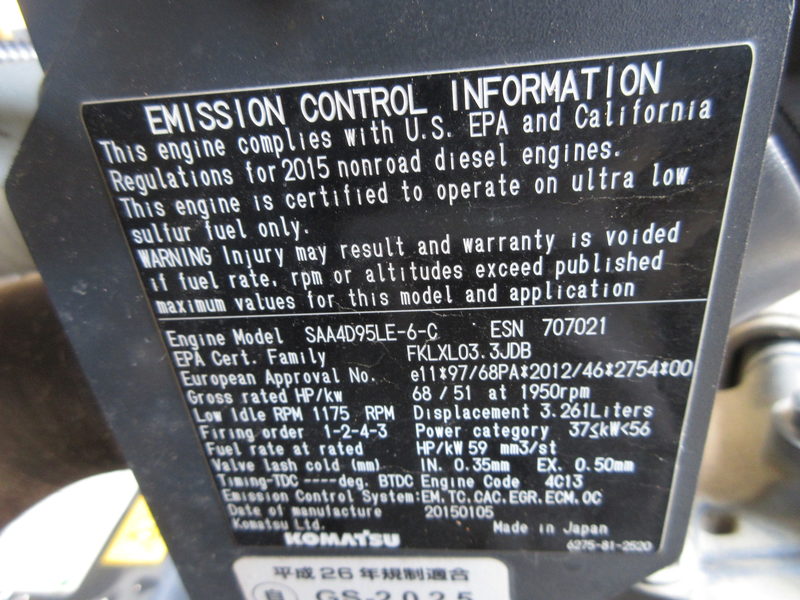 EMISSION CONTROL INFORMATION
This engine complies with U.S. EPA and California
Regulations for 2015 nonroad diesel engines.
This engine is certified to operate on ultra low
sulfur fuel only.
WARNING Injury may result and warranty is voided
if fuel rate, rpm or altitudes exceed published
maximum values for this model and application
Engine Model SAA4D95LE-6-C ESN 707021
EPA Cert. Family FKLXL03.3JDB
European Approval No. e11*97/68PA*2012/46*2754*00
Gross rated HP/kw 68/51 at 1950rpm
Low Idle RPM 1175 RPM Displacement 3.261Liters
Firing order 1-2-4-3 Power category 37≤kW<56
Fuel rate at rated HP/kW 59 mm3/st
Valve lash cold (mm) IN. 0.35mm EX. 0.50mm
Timing-TDC ----deg. BTDC Engine Code 4C13
Emission Control System:EM,TC,CAC,EGR,ECM,OC
Date of manufacture 20150105
Komatsu Ltd. Made in Japan
KOMATSU 6275-81-2520
平成26年規制適合
GS-2025